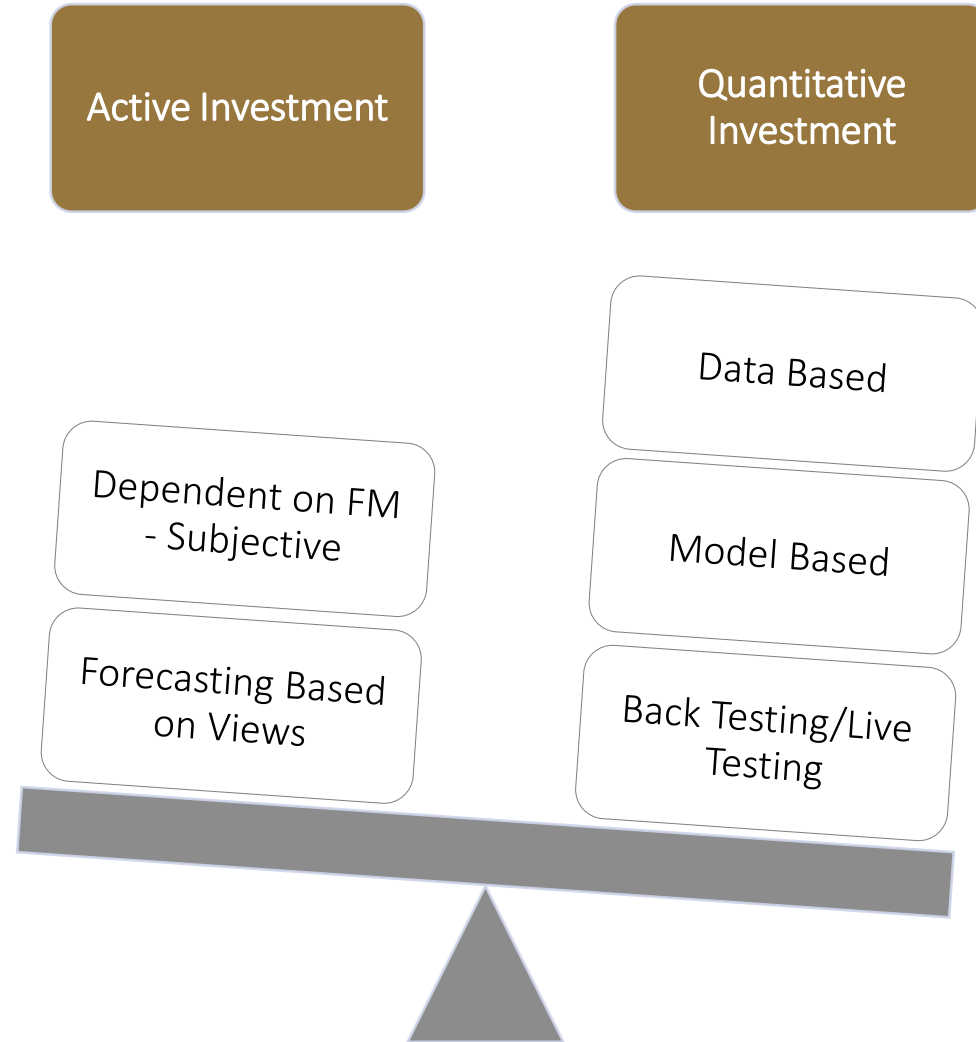 Active Investment
Quantitative
Investment
Dependent on FM
- Subjective
Forecasting Based
on Views
Data Based
Model Based
Back Testing/Live
Testing